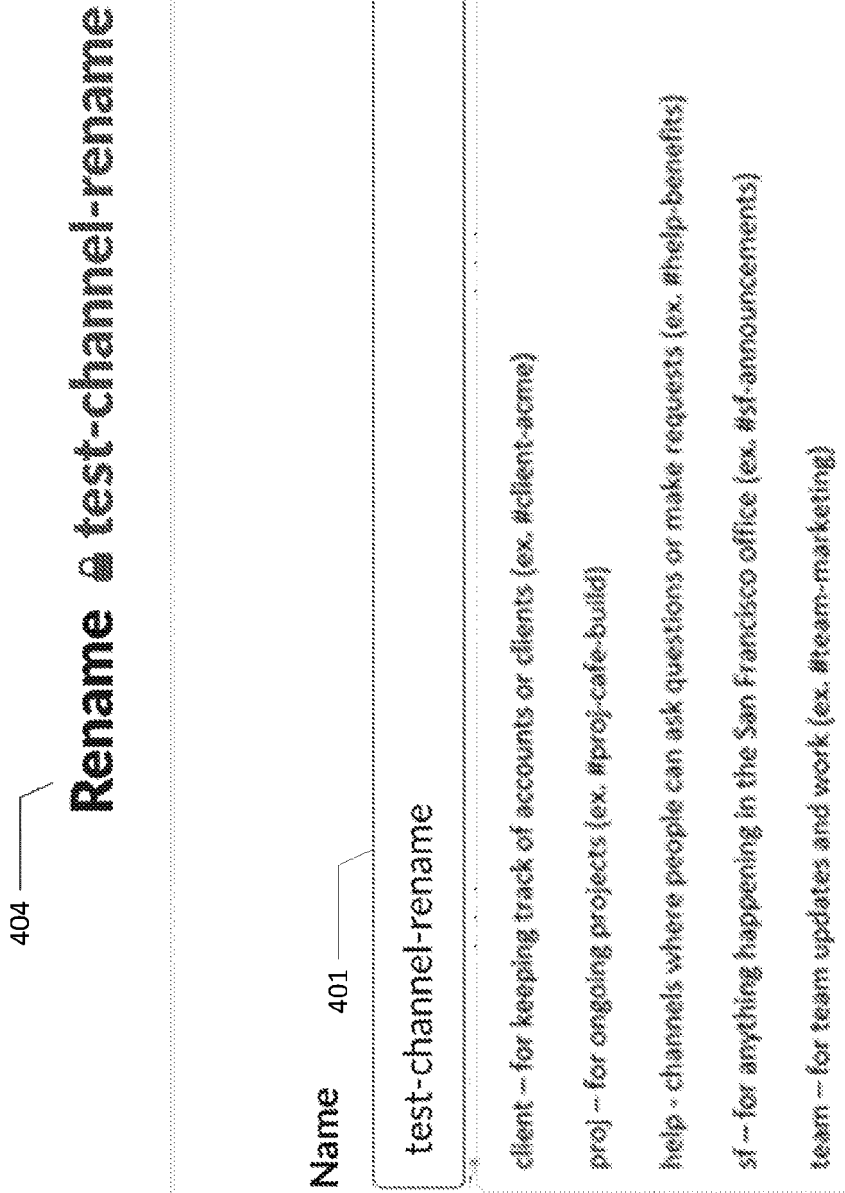 404
Rename test-channel-rename
Name
401
test-channel-rename
client – for keeping track of accounts or clients (ex. #client-acme)
proj – for ongoing projects (ex. #proj-cafe-build)
help - channels where people can ask questions or make requests (ex. #help-benefits)
sf – for anything happening in the San Francisco office (ex. #sf-announcements)
team – for team updates and work (ex. #team-marketing)